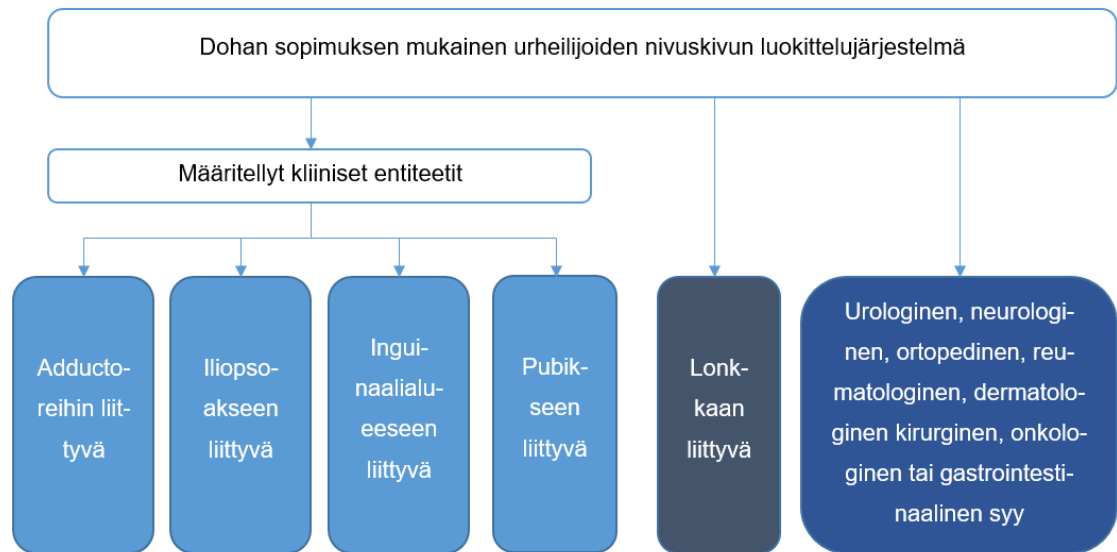 Dohan sopimuksen mukainen urheilijoiden nivuskivun luokittelujärjestelmä
Määritellyt kliiniset entiteetit
Adducto-
reihin liit-
tyvä
Iliopso-
akseen
liittyvä
Ingui-
naalialu-
eeseen
liittyvä
Pubik-
seen
liittyvä
Lonk-
kaan
liittyvä
Urologinen, neurologi-
nen, ortopedinen, reu-
matologinen, dermatolo-
ginen kirurginen, onkolo-
ginen tai gastrointesti-
naalinen syy